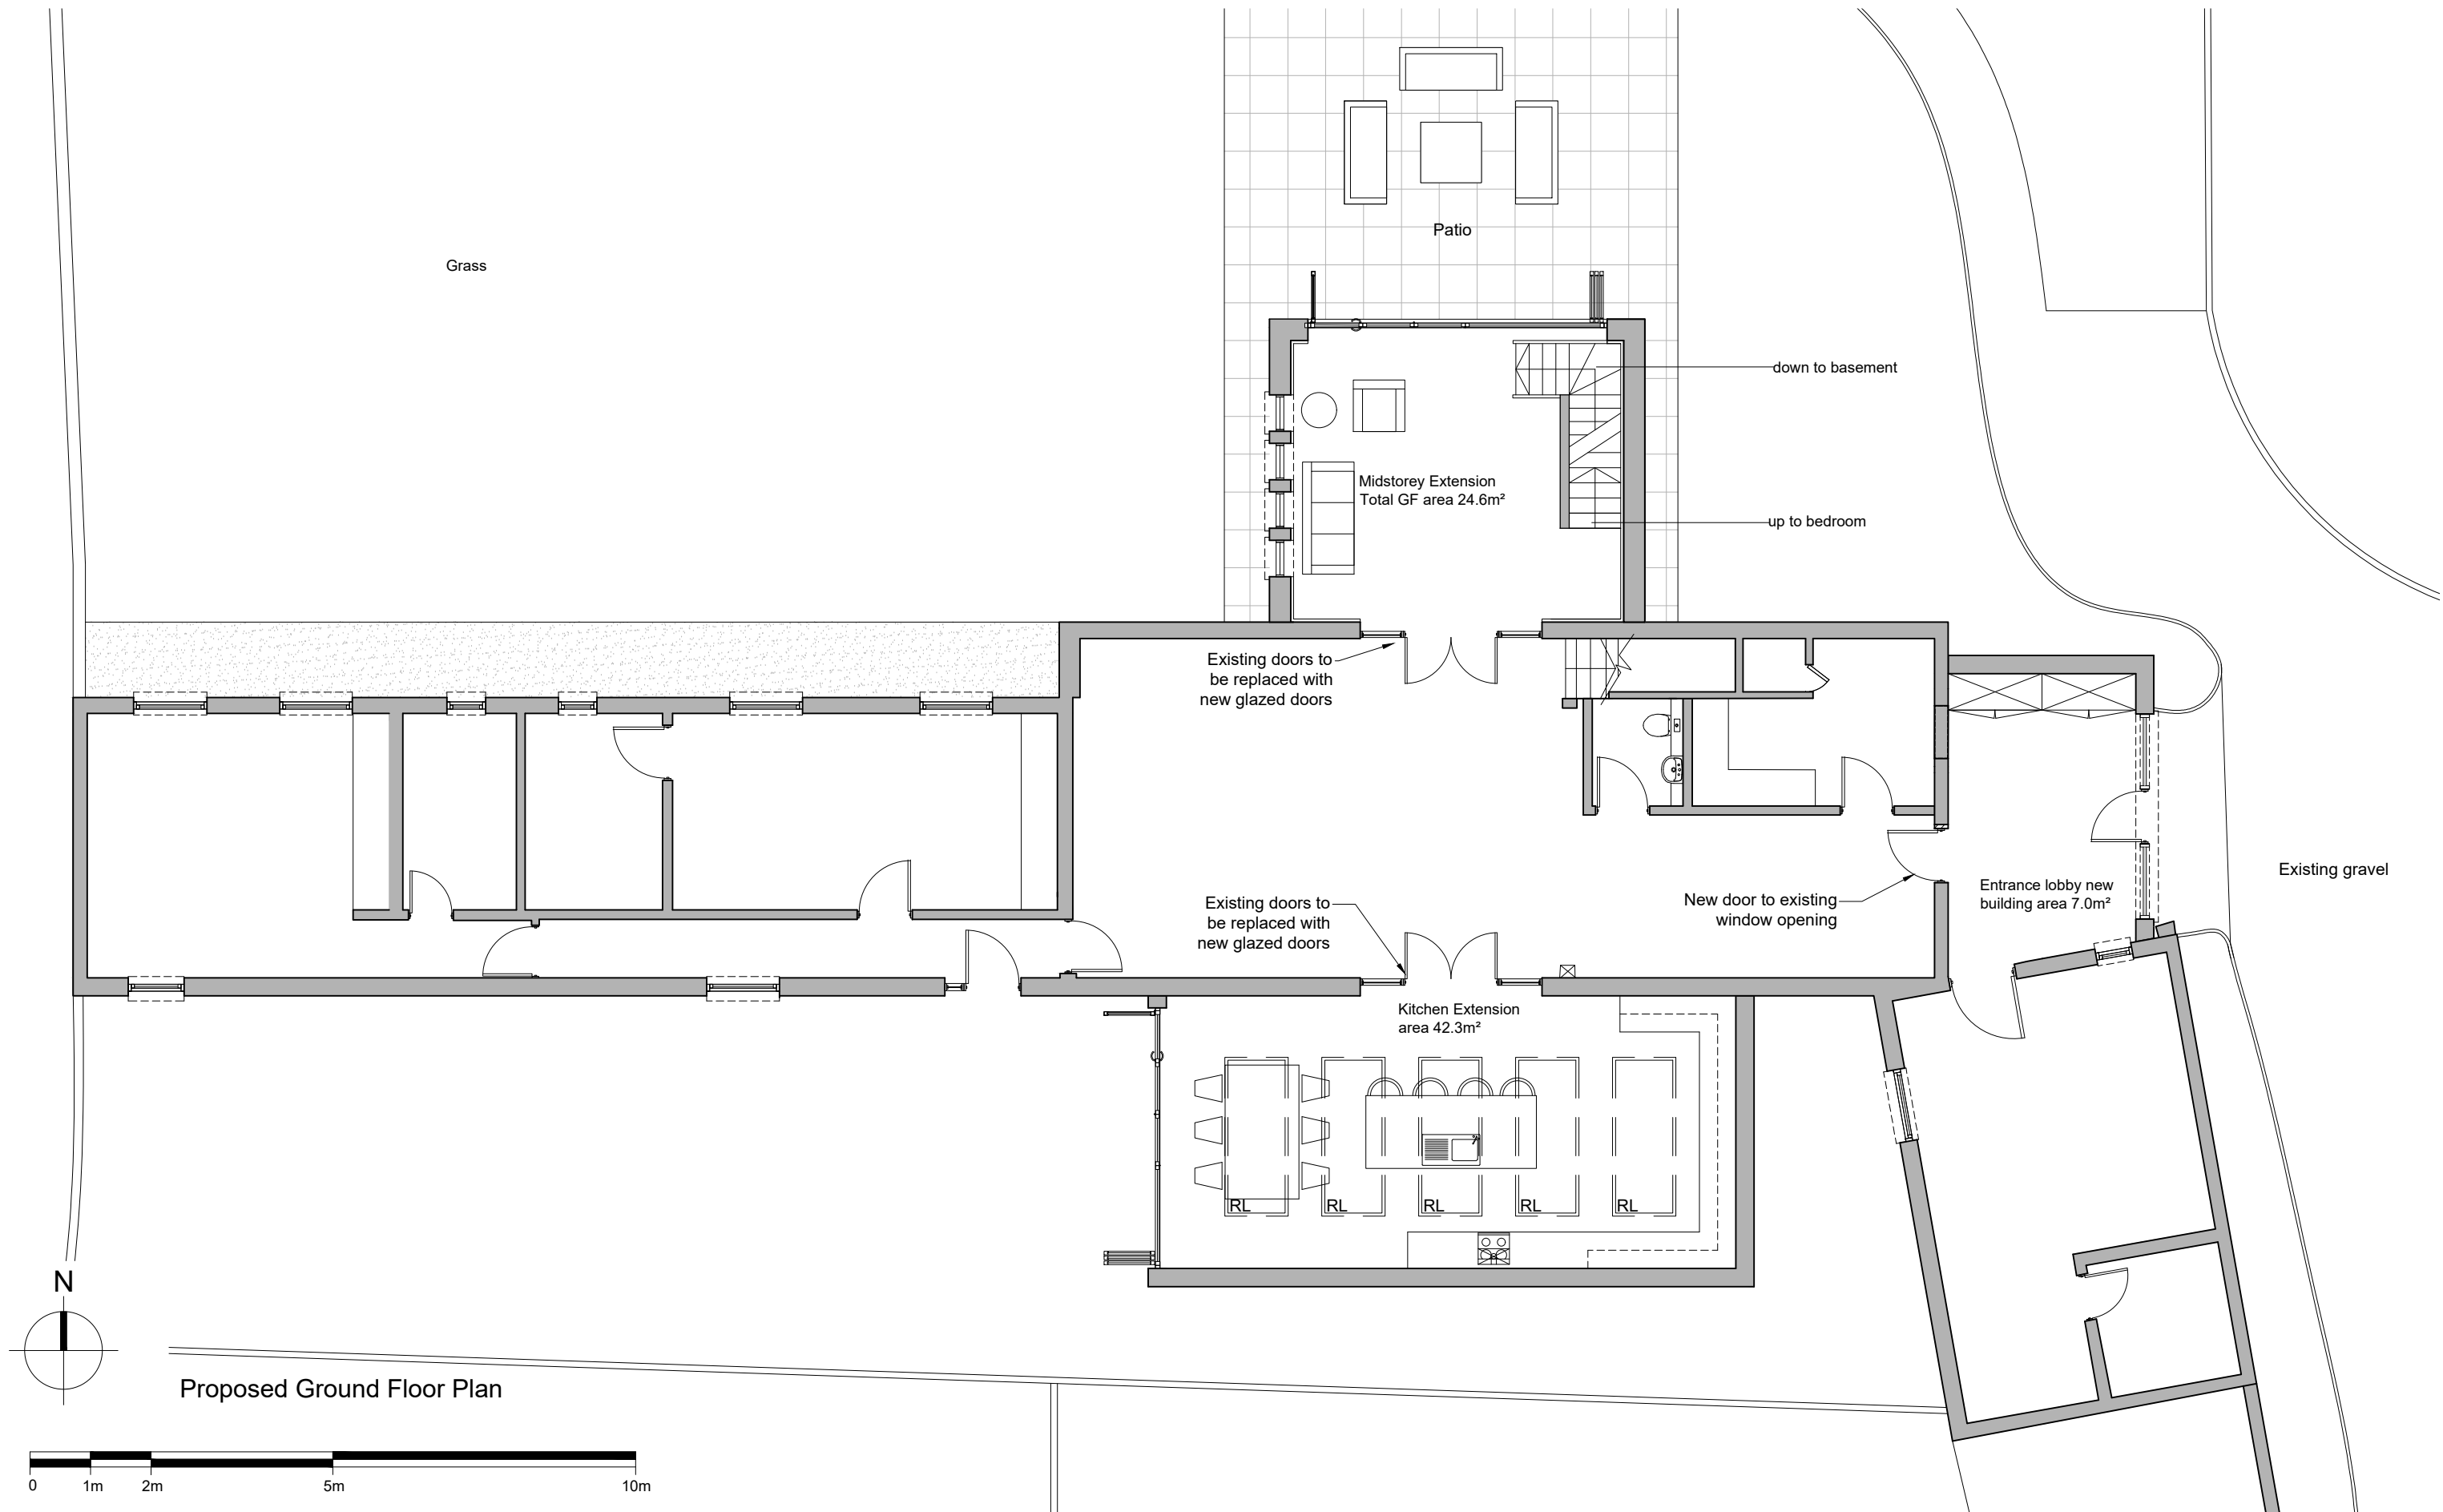 Patio
Grass
down to basement
Midstorey Extension
Total GF area 24.6m²
up to bedroom
Existing doors to
be replaced with
new glazed doors
Existing gravel
Entrance lobby new
building area 7.0m²
New door to existing
window opening
Existing doors to
be replaced with
new glazed doors
Kitchen Extension
area 42.3m²
RL
RL
RL
RL
RL
N
Proposed Ground Floor Plan
0 1m 2m 5m 10m